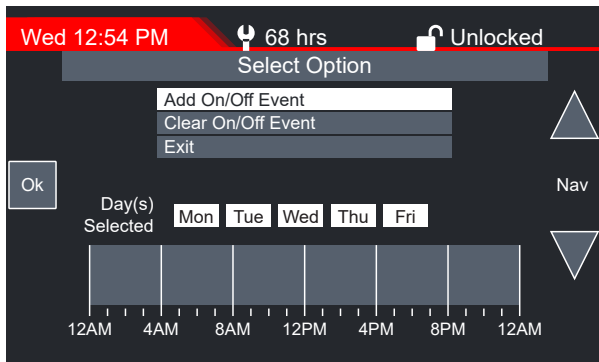 Wed 12:54 PM 68 hrs Unlocked
Select Option
Add On/Off Event
Clear On/Off Event
Exit
Ok
Nav
Day(s)
Selected
Mon Tue Wed Thu Fri
12AM 4AM 8AM 12PM 4PM 8PM 12AM